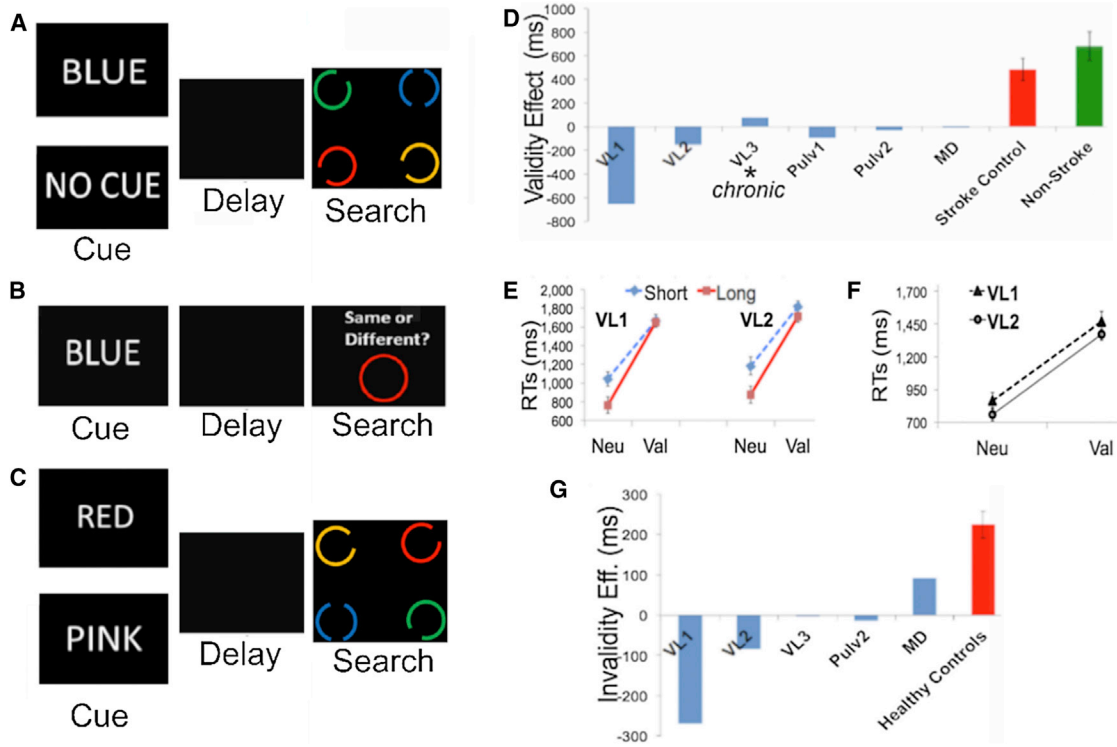 A
BLUE
NO CUE
Cue
Delay
Search
B
BLUE
Same or
Different?
Cue
Delay
Search
C
RED
PINK
Cue
Delay
Search
D
Validity Effect (ms)
1000
800
600
400
200
0
-200
-400
-600
-800
VL1
VL2
VL3
*
chronic
Pulv1
Pulv2
MD
Stroke Control
Non-Stroke
E
RTs (ms)
2,000
1,800
1,600
1,400
1,200
1,000
800
600
Short Long
VL1 VL2
Neu Val Neu Val
F
RTs (ms)
1,700
1,450
1,200
950
700
VL1
VL2
Neu Val
G
Invalidity Eff. (ms)
300
200
100
0
-100
-200
-300
VL1
VL2
VL3
Pulv2
MD
Healthy Controls